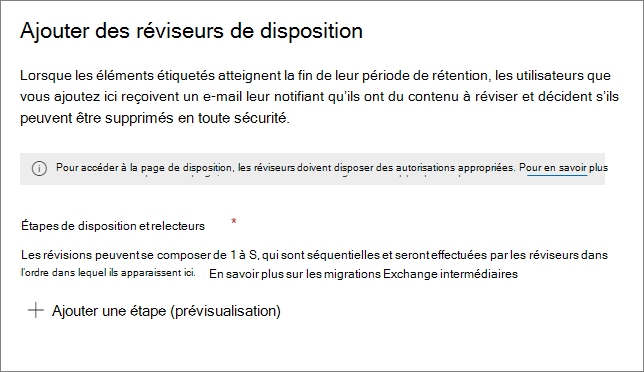 Ajouter des réviseurs de disposition
Lorsque les éléments étiquetés atteignent la fin de leur période de rétention, les utilisateurs que
vous ajoutez ici reçoivent un e-mail leur notifiant qu’ils ont du contenu à réviser et décident s’ils
peuvent être supprimés en toute sécurité.
Pour accéder à la page de disposition, les réviseurs doivent disposer des autorisations appropriées. Pour en savoir plus
Étapes de disposition et relecteurs *
Les révisions peuvent se composer de 1 à S, qui sont séquentielles et seront effectuées par les réviseurs dans
l’ordre dans lequel ils apparaissent ici. En savoir plus sur les migrations Exchange intermédiaires
Ajouter une étape (prévisualisation)